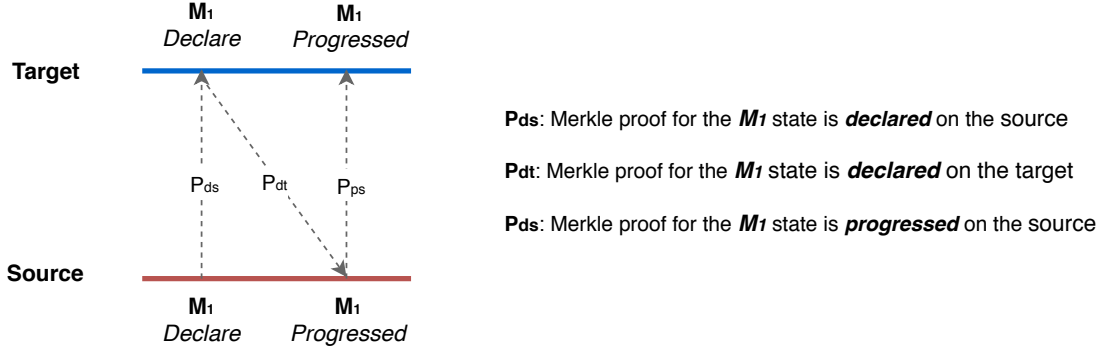 M1 M1
Declare Progressed
Target
Pds Pdt Pps
Source
M1 M1
Declare Progressed
Pds: Merkle proof for the M1 state is declared on the source
Pdt: Merkle proof for the M1 state is declared on the target
Pds: Merkle proof for the M1 state is progressed on the source